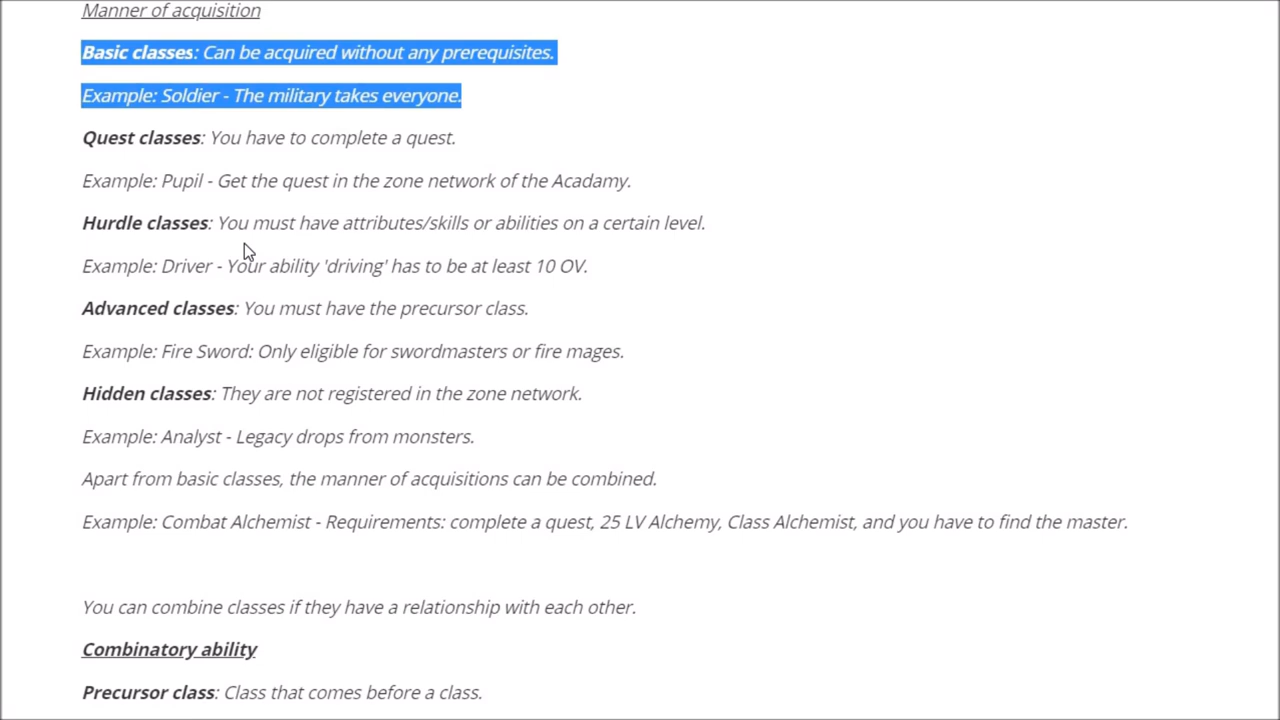 Manner of acquisition
Basic classes: Can be acquired without any prerequisites.
Example: Soldier - The military takes everyone.
Quest classes: You have to complete a quest.
Example: Pupil - Get the quest in the zone network of the Acadamy.
Hurdle classes: You must have attributes/skills or abilities on a certain level.
Example: Driver - Your ability 'driving' has to be at least 10 OV.
Advanced classes: You must have the precursor class.
Example: Fire Sword: Only eligible for swordmasters or fire mages.
Hidden classes: They are not registered in the zone network.
Example: Analyst - Legacy drops from monsters.
Apart from basic classes, the manner of acquisitions can be combined.
Example: Combat Alchemist - Requirements: complete a quest, 25 LV Alchemy, Class Alchemist, and you have to find the master.
You can combine classes if they have a relationship with each other.
Combinatory ability
Precursor class: Class that comes before a class.